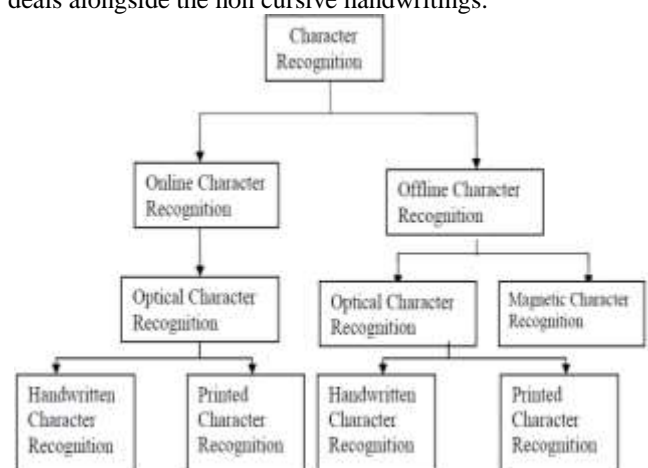 deals alongside the non cursive handwritings.
Character
Recognition
Online Character
Recognition
Offline Character
Recognition
Optical Character
Recognition
Optical Character
Recognition
Magnetic Character
Recognition
Handwritten
Character
Recognition
Printed
Character
Recognition
Handwritten
Character
Recognition
Printed
Character
Recognition